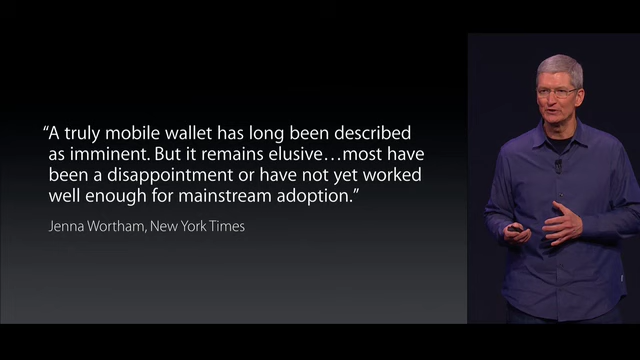 “A truly mobile wallet has long been described
as imminent. But it remains elusive…most have
been a disappointment or have not yet worked
well enough for mainstream adoption.”
Jenna Wortham, New York Times